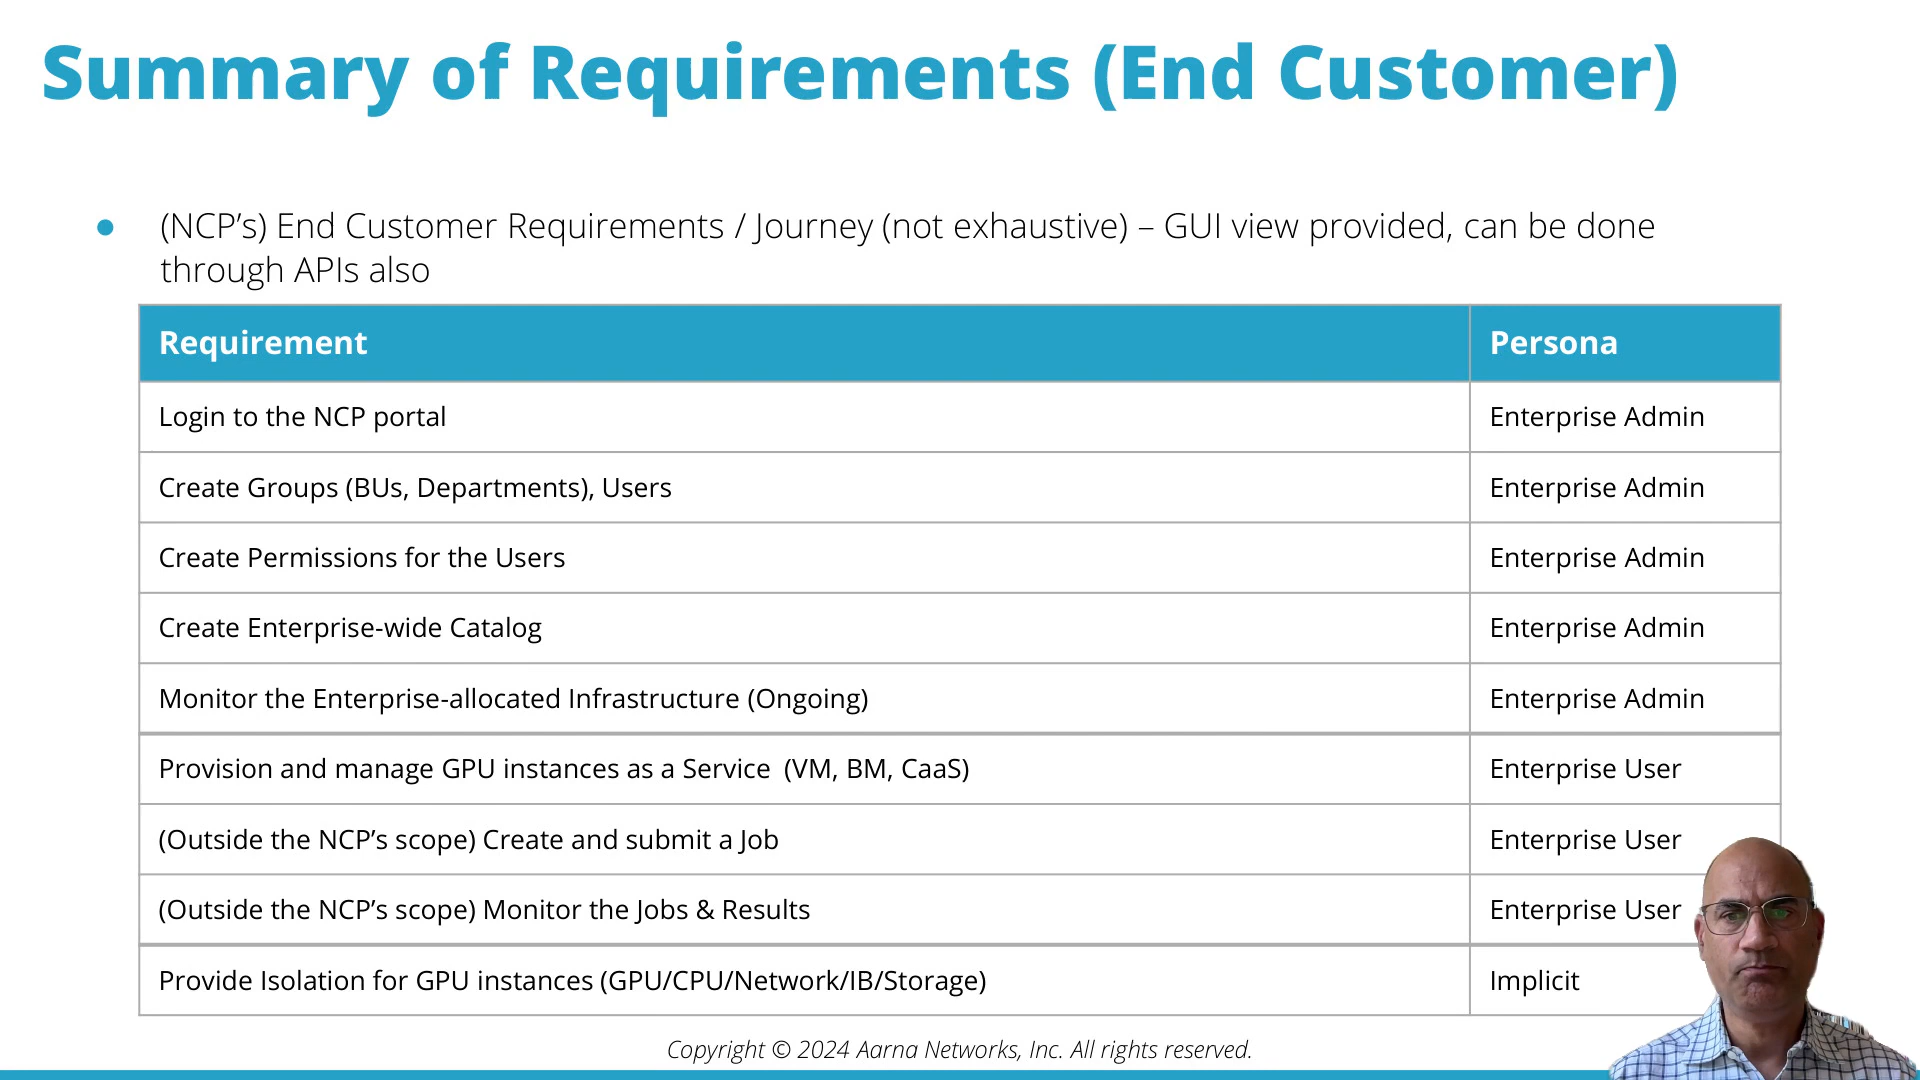 Summary of Requirements (End Customer)
● (NCP’s) End Customer Requirements / Journey (not exhaustive) – GUI view provided, can be done
through APIs also
Requirement Persona
Login to the NCP portal Enterprise Admin
Create Groups (BUs, Departments), Users Enterprise Admin
Create Permissions for the Users Enterprise Admin
Create Enterprise-wide Catalog Enterprise Admin
Monitor the Enterprise-allocated Infrastructure (Ongoing) Enterprise Admin
Provision and manage GPU instances as a Service (VM, BM, CaaS) Enterprise User
(Outside the NCP’s scope) Create and submit a Job Enterprise User
(Outside the NCP’s scope) Monitor the Jobs & Results Enterprise User
Provide Isolation for GPU instances (GPU/CPU/Network/IB/Storage) Implicit
Copyright © 2024 Aarna Networks, Inc. All rights reserved.